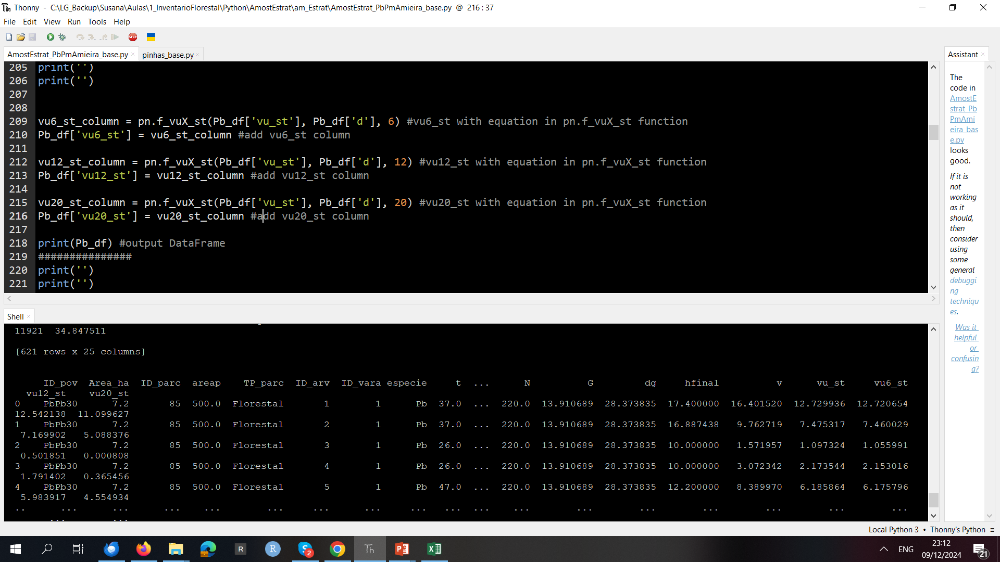 Thonny - C:\LG_Backup\Susana\Aulas\1_InventarioFlorestal\Python\AmostEstrat\am_Estrat\AmostEstrat_PbPmAmieira_base.py @ 216 : 37
File Edit View Run Tools Help
STOP
AmostEstrat_PbPmAmieira_base.py × pinhas_base.py ×
205 print('')
206 print('')
207
208
209 vu6_st_column = pn.f_vuX_st(Pb_df['vu_st'], Pb_df['d'], 6) #vu6_st with equation in pn.f_vuX_st function
210 Pb_df['vu6_st'] = vu6_st_column #add vu6_st column
211
212 vu12_st_column = pn.f_vuX_st(Pb_df['vu_st'], Pb_df['d'], 12) #vu12_st with equation in pn.f_vuX_st function
213 Pb_df['vu12_st'] = vu12_st_column #add vu12_st column
214
215 vu20_st_column = pn.f_vuX_st(Pb_df['vu_st'], Pb_df['d'], 20) #vu20_st with equation in pn.f_vuX_st function
216 Pb_df['vu20_st'] = vu20_st_column #add vu20_st column
217
218 print(Pb_df) #output DataFrame
219 ###############
220 print('')
221 print('')
Shell ×
11921 34.847511
[621 rows x 25 columns]
ID_pov Area_ha ID_parc areap TP_parc ID_arv ID_vara especie t ... N G dg hfinal v vu_st vu6_st
vu12_st vu20_st
0 PbPb30 7.2 85 500.0 Florestal 1 1 Pb 37.0 ... 220.0 13.910689 28.373835 17.400000 16.401520 12.729936 12.720654
12.542138 11.099627
1 PbPb30 7.2 85 500.0 Florestal 2 1 Pb 37.0 ... 220.0 13.910689 28.373835 16.887438 9.762719 7.475317 7.460029
7.169902 5.088376
2 PbPb30 7.2 85 500.0 Florestal 3 1 Pb 26.0 ... 220.0 13.910689 28.373835 10.000000 1.571957 1.097324 1.055991
0.501851 0.000808
3 PbPb30 7.2 85 500.0 Florestal 4 1 Pb 26.0 ... 220.0 13.910689 28.373835 10.000000 3.072342 2.173544 2.153016
1.791402 0.365456
4 PbPb30 7.2 85 500.0 Florestal 5 1 Pb 47.0 ... 220.0 13.910689 28.373835 12.200000 8.389970 6.185864 6.175796
5.983917 4.554934
.. ... ... ... ... ... ... ... ... ... ... ... ... ... ... ... ... ...
... ...
Assistant ×
The
code in
AmostE
strat_Pb
PmAmi
eira_bas
e.py
looks
good.
If it is
not
working
as it
should,
then
consider
using
some
general
debuggi
ng
techniqu
es.
Was it
helpful
or
confusin
g?
Local Python 3 • Thonny's Python ≡
R
R
S 2
Th
P
X
ENG
23:12
09/12/2024
21